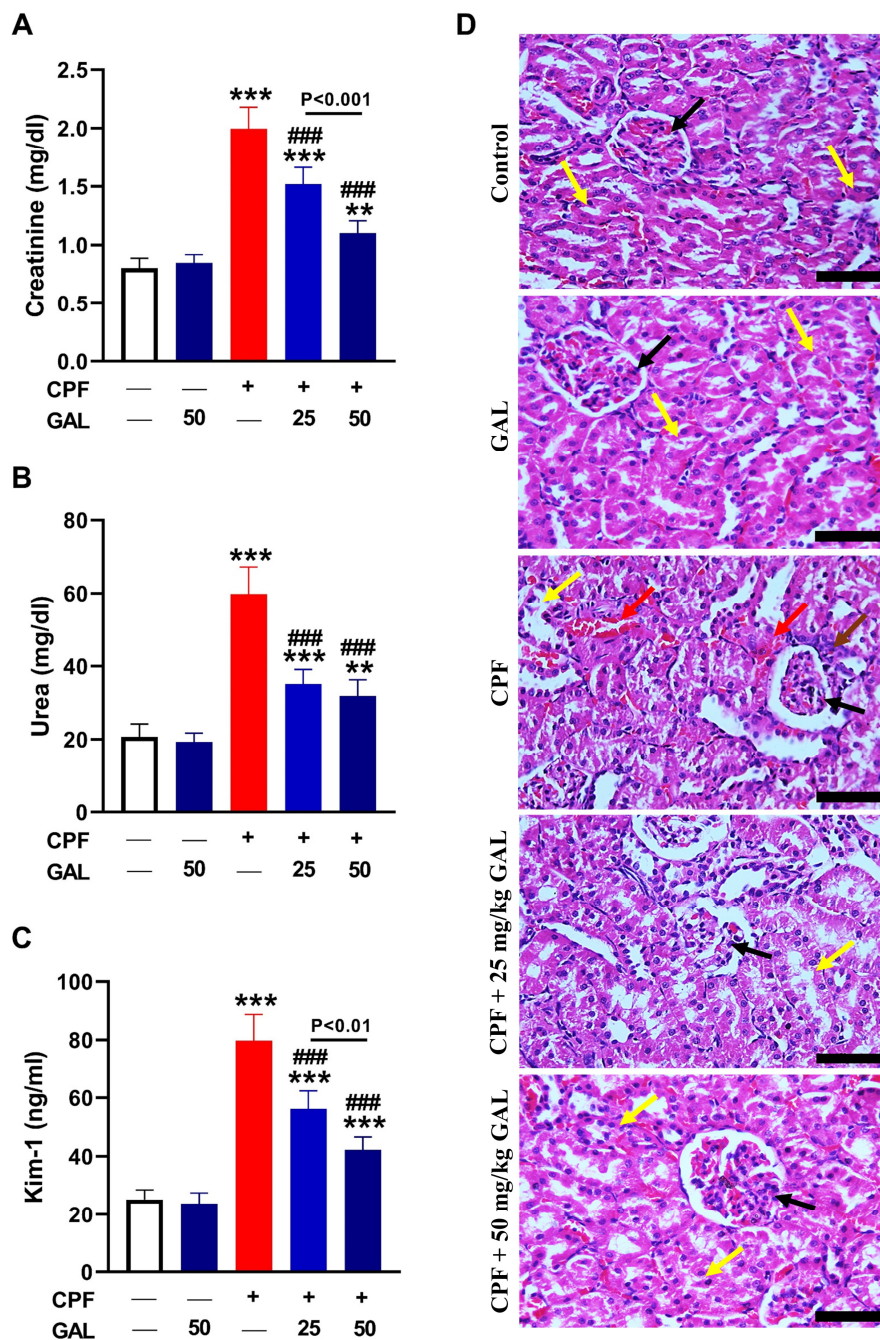 A
Creatinine (mg/dl)
2.5
2.0
1.5
1.0
0.5
0.0
***
###
***
P<0.001
###
**
CPF — — + + +
GAL — 50 — 25 50
B
Urea (mg/dl)
80
60
40
20
0
***
###
***
###
**
CPF — — + + +
GAL — 50 — 25 50
C
Kim-1 (ng/ml)
100
80
60
40
20
0
***
###
***
P<0.01
###
***
CPF — — + + +
GAL — 50 — 25 50
D
Control
GAL
CPF
CPF + 25 mg/kg GAL
CPF + 50 mg/kg GAL